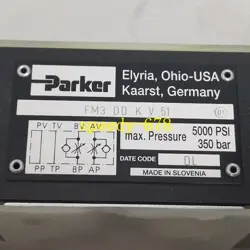 Parker
Elyria, Ohio-USA
Kaarst, Germany
FM3 DD K V 51
PV TV BV AV
PP TP BP AP
max. Pressure 5000 PSI
350 bar
DATE CODE DL
MADE IN SLOVENIA